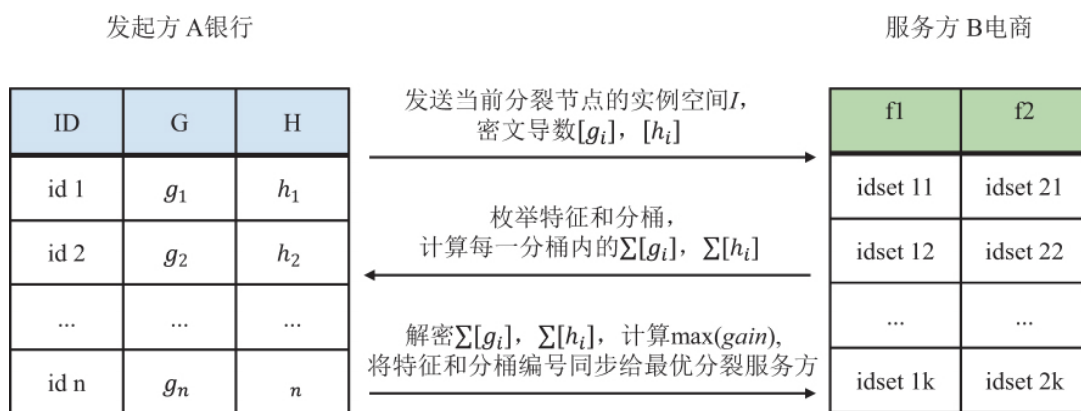 发起方 A银行
服务方 B电商
ID G H
id 1 g₁ h₁
id 2 g₂ h₂
... ... ...
id n gₙ ₙ
发送当前分裂节点的实例空间I,
密文导数[gᵢ], [hᵢ]
枚举特征和分桶,
计算每一分桶内的∑[gᵢ], ∑[hᵢ]
解密∑[gᵢ], ∑[hᵢ], 计算max(gain),
将特征和分桶编号同步给最优分裂服务方
f1 f2
idset 11 idset 21
idset 12 idset 22
... ...
idset 1k idset 2k